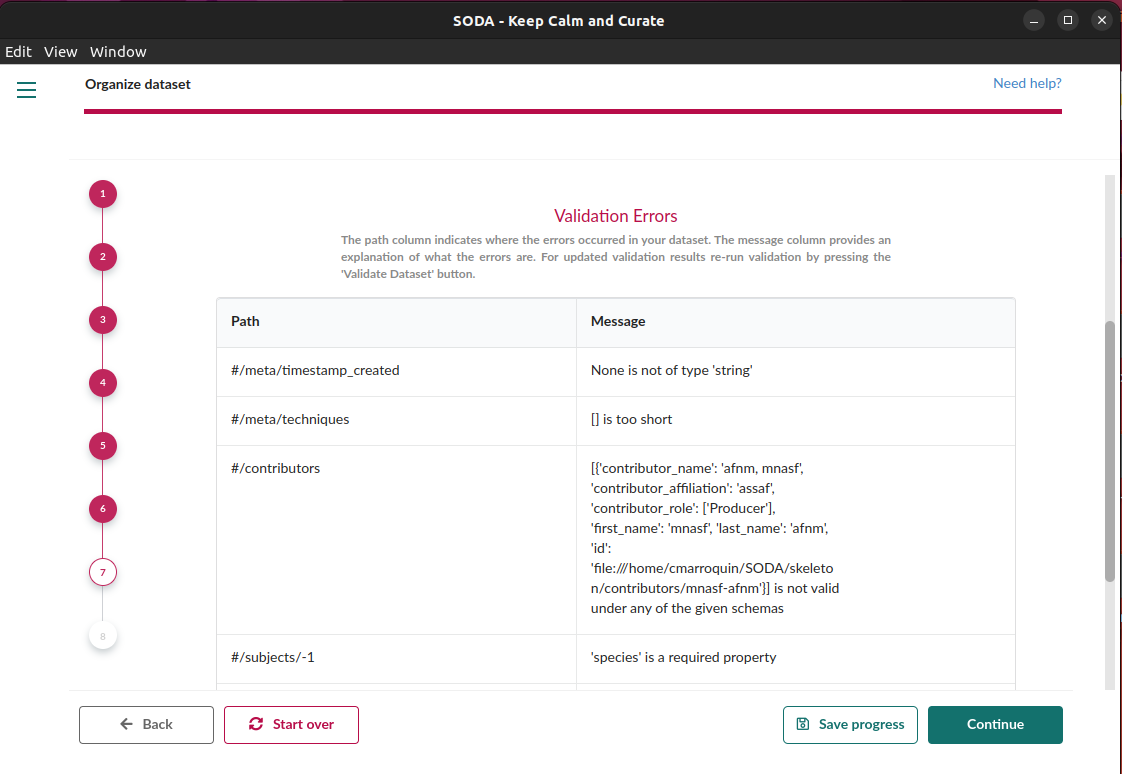 SODA - Keep Calm and Curate
Edit View Window
Organize dataset
Need help?
1
2
3
4
5
6
7
8
Validation Errors
The path column indicates where the errors occurred in your dataset. The message column provides an
explanation of what the errors are. For updated validation results re-run validation by pressing the
'Validate Dataset' button.
Path Message
#/meta/timestamp_created None is not of type 'string'
#/meta/techniques [] is too short
#/contributors [{'contributor_name': 'afnm, mnasf',
'contributor_affiliation': 'assaf',
'contributor_role': ['Producer'],
'first_name': 'mnasf', 'last_name': 'afnm',
'id':
'file:///home/cmarroquin/SODA/skeleto
n/contributors/mnasf-afnm'}] is not valid
under any of the given schemas
#/subjects/-1 'species' is a required property
Back
Start over
Save progress
Continue